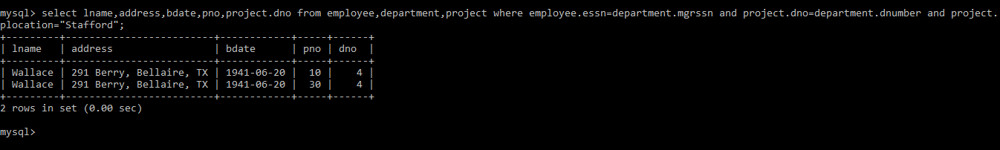 mysql> select lname,address,bdate,pno,project.dno from employee,department,project where employee.essn=department.mgrssn and project.dno=department.dnumber and project.
plocation="Stafford";
+---------+-------------------------+------------+-----+------+
| lname   | address                 | bdate      | pno | dno  |
+---------+-------------------------+------------+-----+------+
| Wallace | 291 Berry, Bellaire, TX | 1941-06-20 |  10 |    4 |
| Wallace | 291 Berry, Bellaire, TX | 1941-06-20 |  30 |    4 |
+---------+-------------------------+------------+-----+------+
2 rows in set (0.00 sec)
mysql>